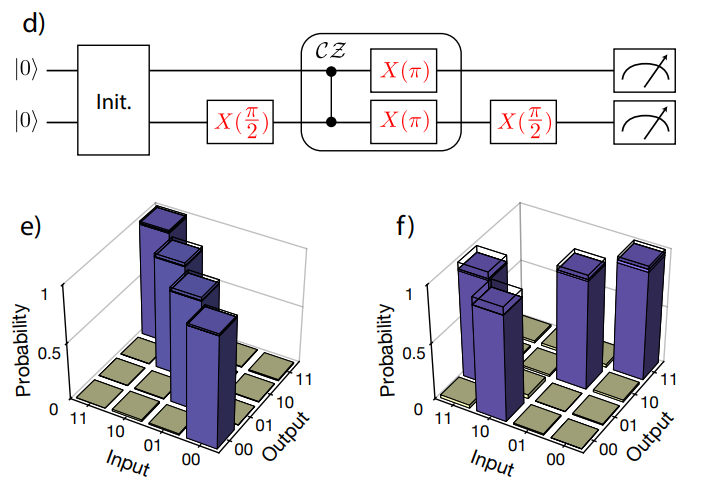 d)
|0⟩
Init.
𝒞𝒵
X(π)
|0⟩
X(π/2)
X(π)
X(π/2)
e)
Probability
1
0.5
0
11
10
01
00
Input
00
01
10
11
Output
f)
Probability
1
0.5
0
11
10
01
00
Input
00
01
10
11
Output